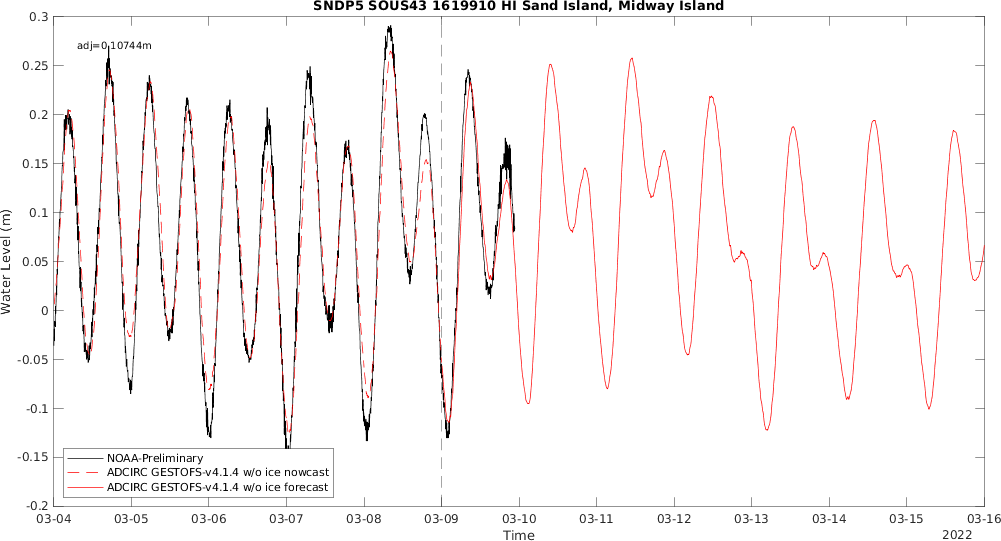 SNDP5 SOUS43 1619910 HI Sand Island, Midway Island
adj=0.10744m
Water Level (m)
0.3
0.25
0.2
0.15
0.1
0.05
0
-0.05
-0.1
-0.15
-0.2
NOAA-Preliminary
ADCIRC GESTOFS-v4.1.4 w/o ice nowcast
ADCIRC GESTOFS-v4.1.4 w/o ice forecast
03-04 03-05 03-06 03-07 03-08 03-09 03-10 03-11 03-12 03-13 03-14 03-15 03-16
Time
2022